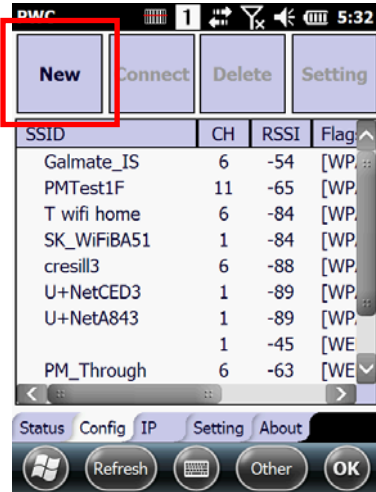 PWC 1 5:32
New Connect Delete Setting
SSID CH RSSI Flag
Galmate_IS 6 -54 [WP
PMTest1F 11 -65 [WP
T wifi home 6 -84 [WP
SK_WiFiBA51 1 -84 [WP
cresill3 6 -88 [WP
U+NetCED3 1 -89 [WP
U+NetA843 1 -89 [WP
1 -45 [WE
PM_Through 6 -63 [WE
Status Config IP Setting About
Refresh Other OK